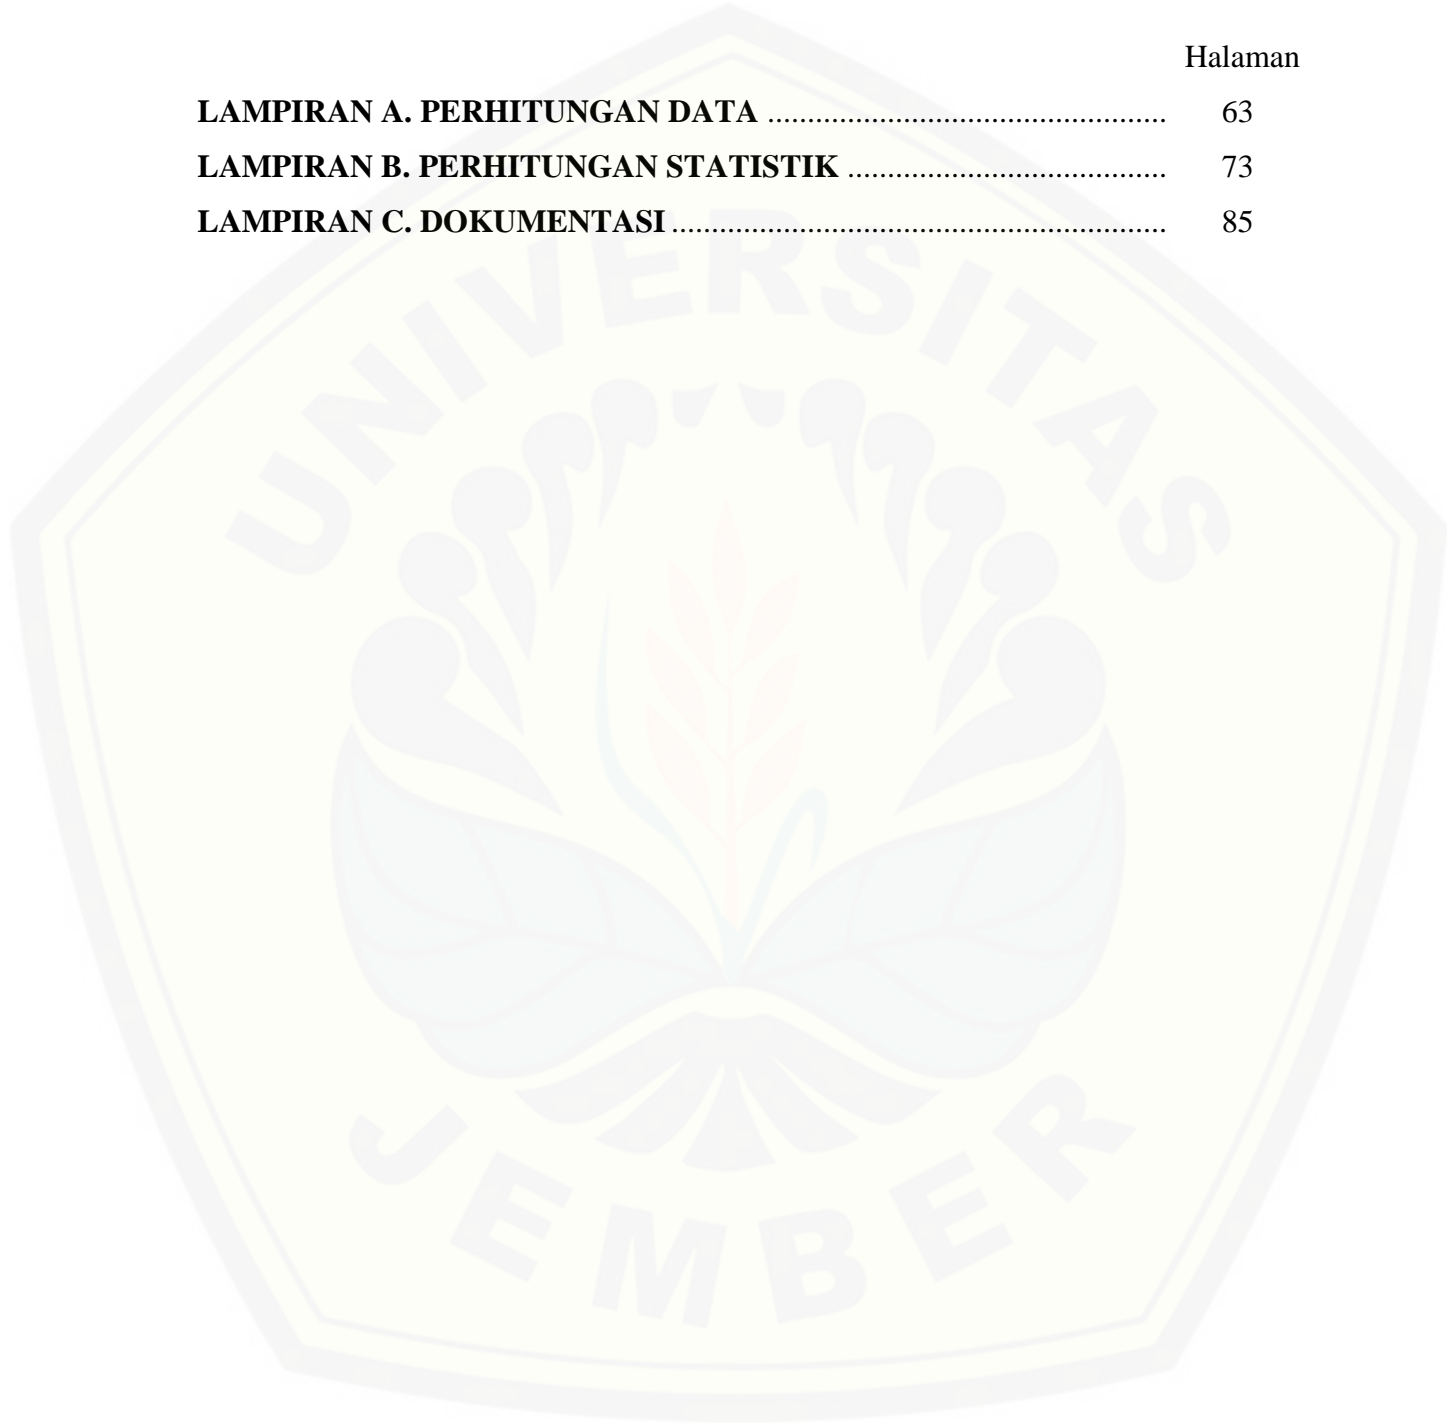 Halaman
LAMPIRAN A. PERHITUNGAN DATA ................................................. 63
LAMPIRAN B. PERHITUNGAN STATISTIK ....................................... 73
LAMPIRAN C. DOKUMENTASI ............................................................. 85
UNIVERSITAS
JEMBER